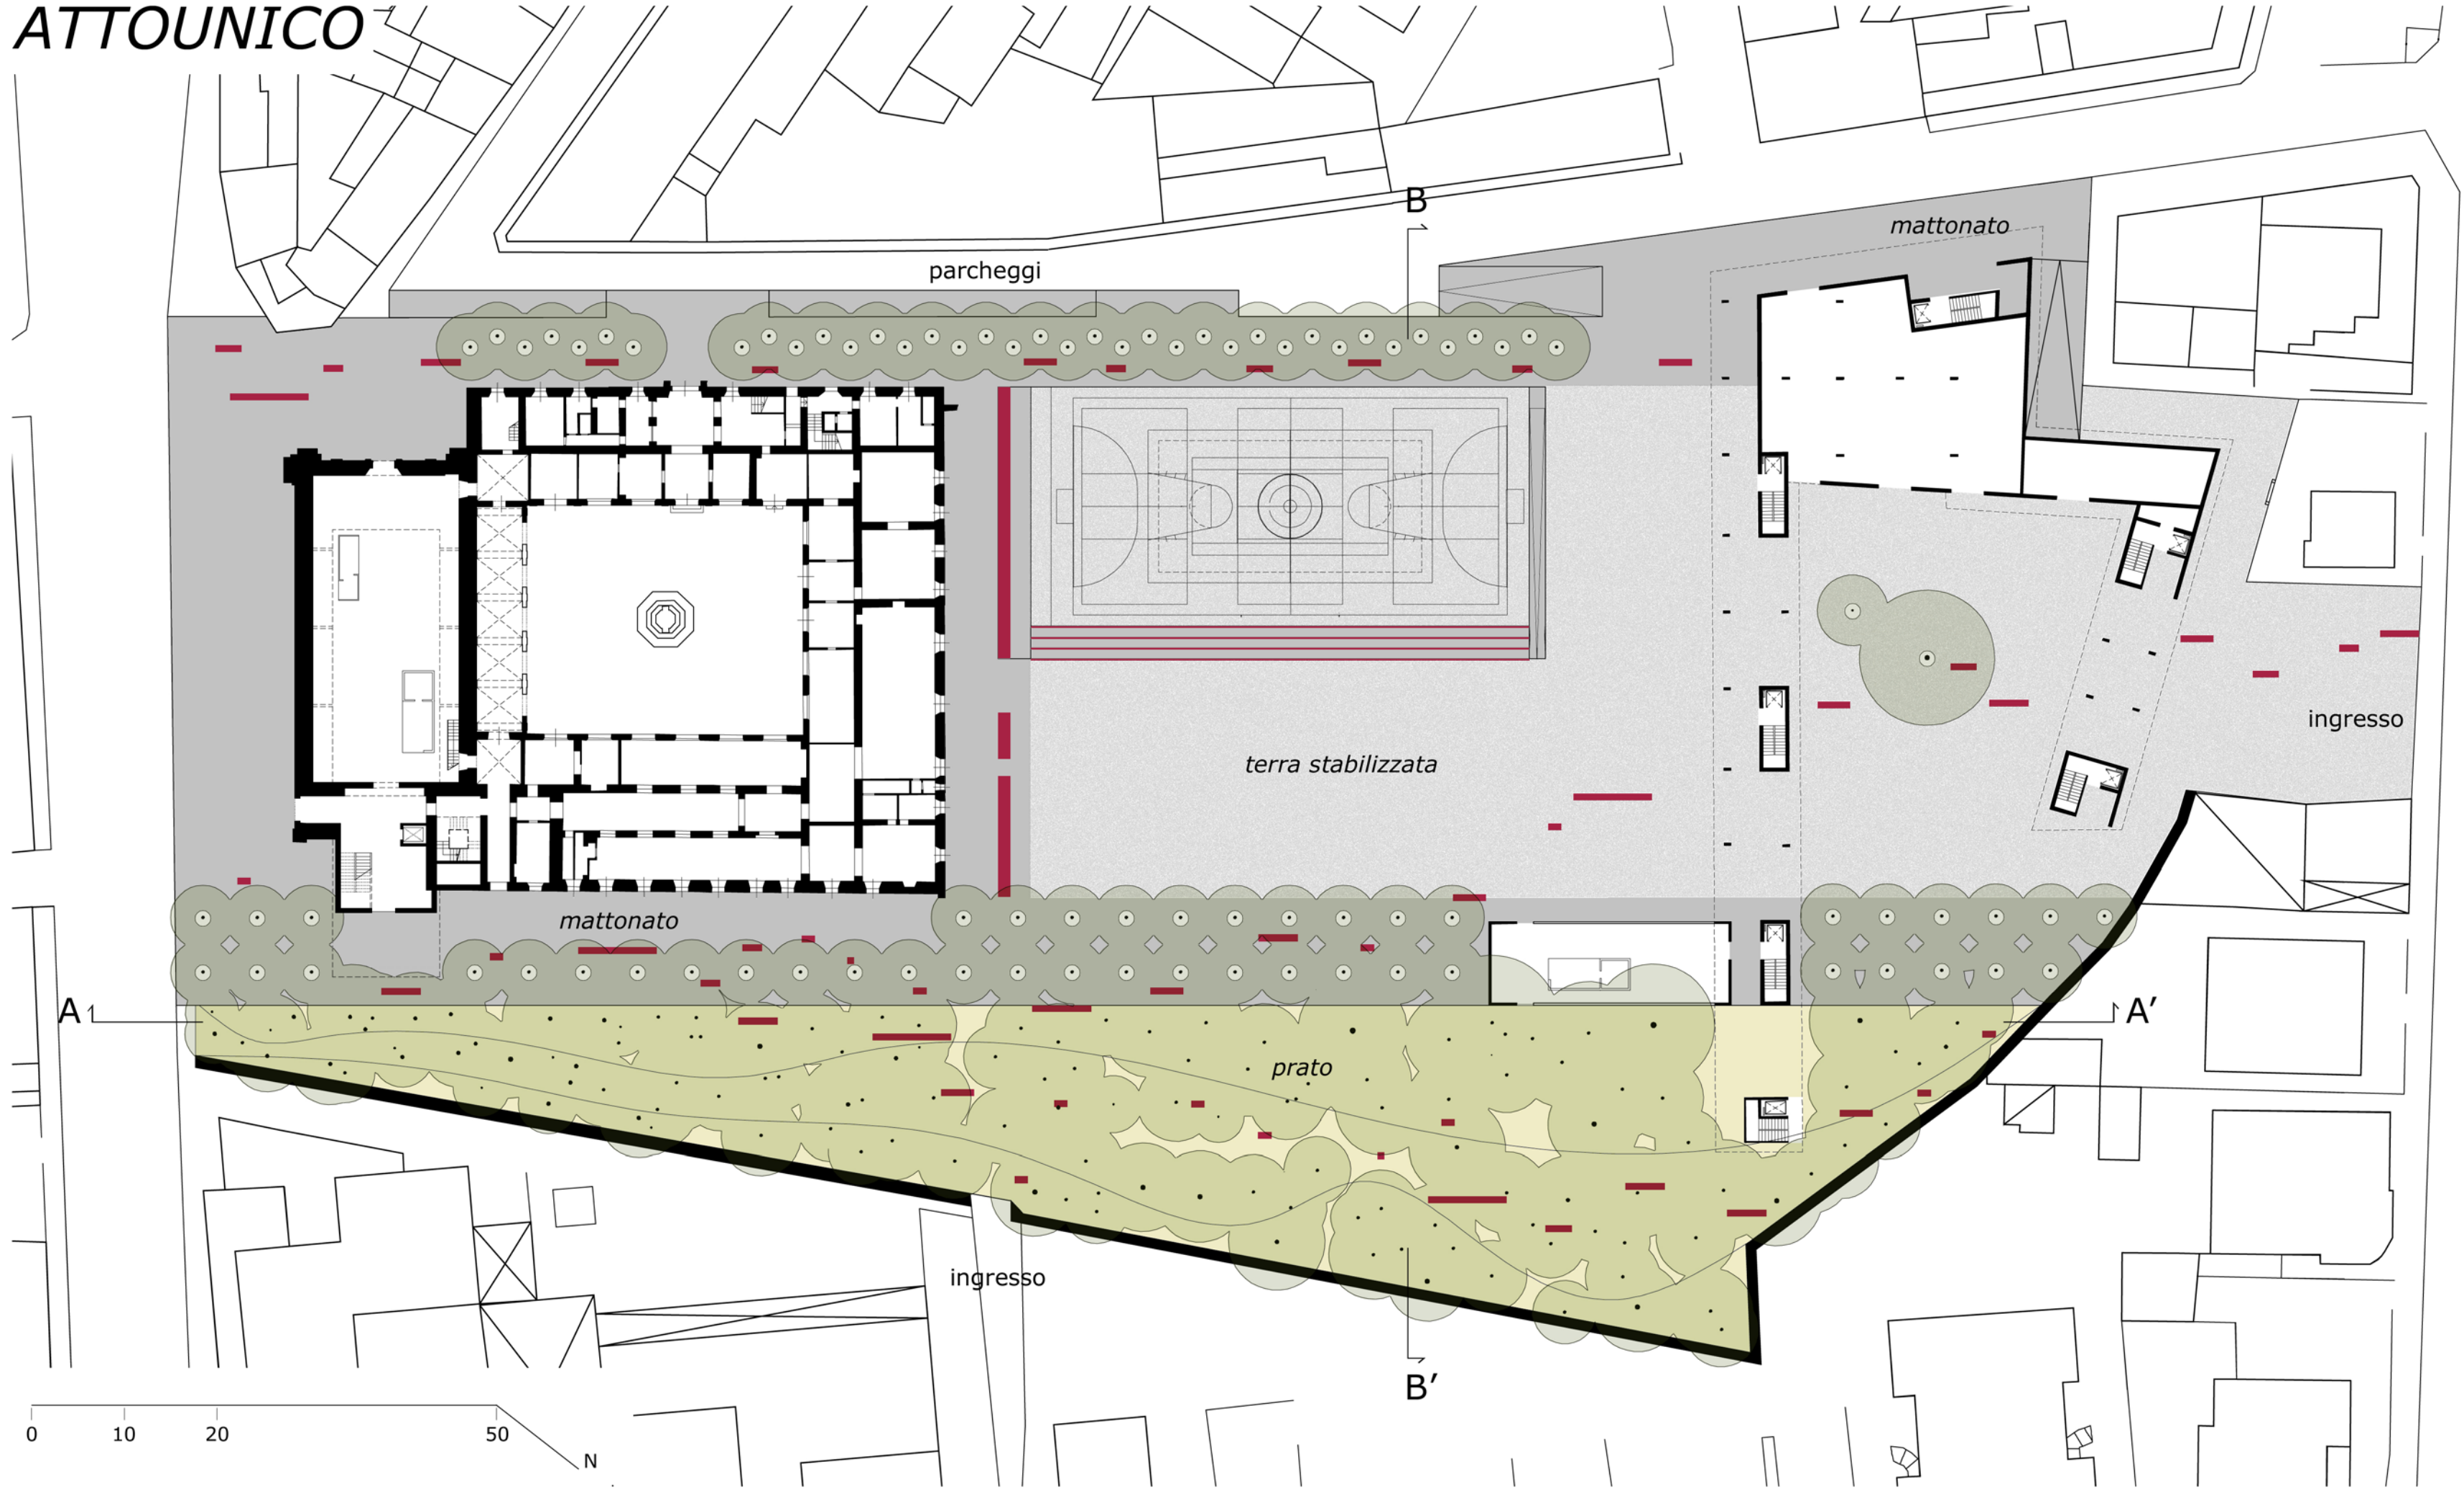 ATTOUNICO
B
mattonato
parcheggi
ingresso
terra stabilizzata
mattonato
A
A’
prato
ingresso
B’
0 10 20 50
N